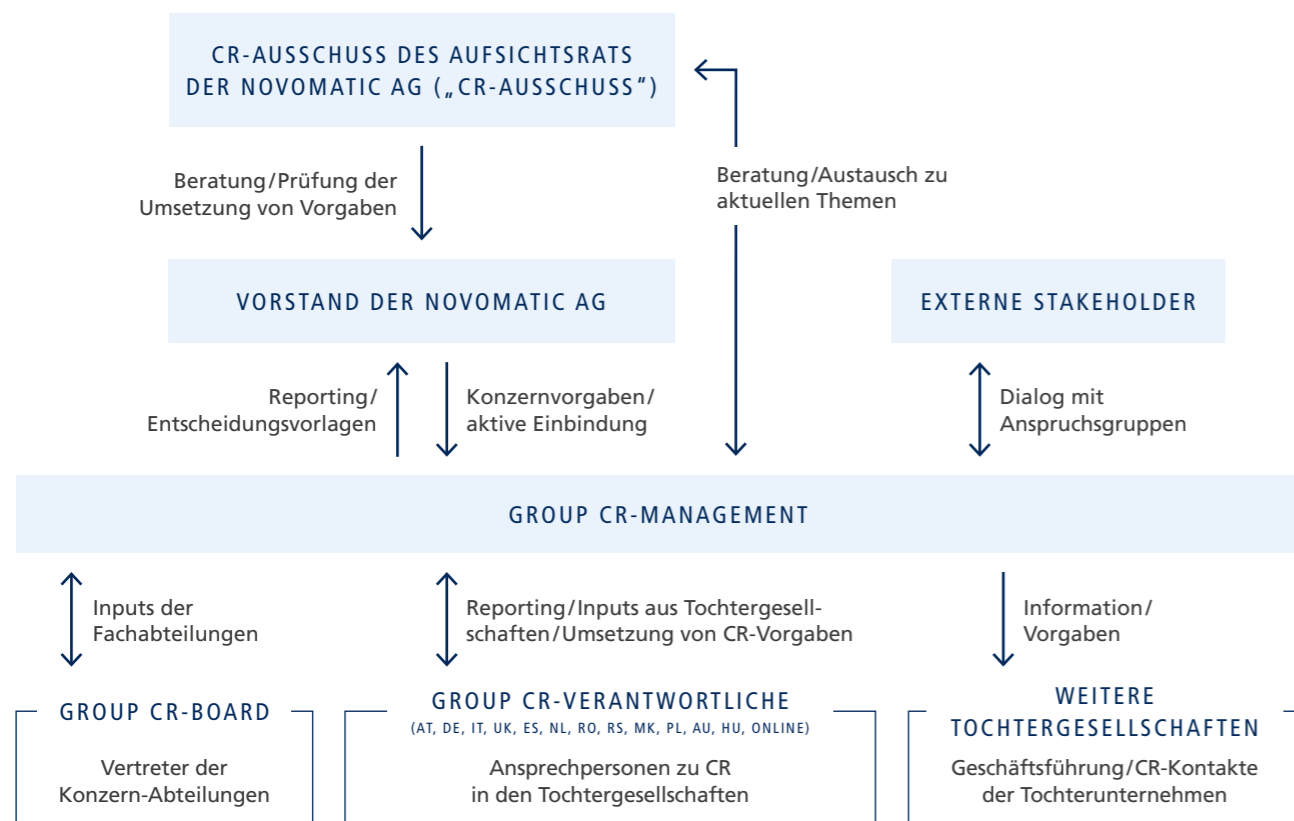 CR-AUSSCHUSS DES AUFSICHTSRATS
DER NOVOMATIC AG („CR-AUSSCHUSS“)
Beratung/Prüfung der
Umsetzung von Vorgaben
Beratung/Austausch zu
aktuellen Themen
VORSTAND DER NOVOMATIC AG
EXTERNE STAKEHOLDER
Reporting/
Entscheidungsvorlagen
Konzernvorgaben/
aktive Einbindung
Dialog mit
Anspruchsgruppen
GROUP CR-MANAGEMENT
Inputs der
Fachabteilungen
Reporting/Inputs aus Tochtergesell-
schaften/Umsetzung von CR-Vorgaben
Information/
Vorgaben
GROUP CR-BOARD
Vertreter der
Konzern-Abteilungen
GROUP CR-VERANTWORTLICHE
(AT, DE, IT, UK, ES, NL, RO, RS, MK, PL, AU, HU, ONLINE)
Ansprechpersonen zu CR
in den Tochtergesellschaften
WEITERE
TOCHTERGESELLSCHAFTEN
Geschäftsführung/CR-Kontakte
der Tochterunternehmen